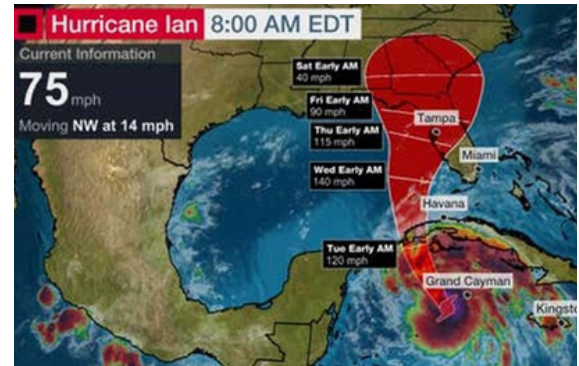 Hurricane Ian 8:00 AM EDT
Current Information
75 mph
Moving NW at 14 mph
Sat Early AM
40 mph
Fri Early AM
90 mph
Thu Early AM
115 mph
Wed Early AM
140 mph
Tue Early AM
120 mph
Tampa
Miami
Havana
Grand Cayman
Kingst